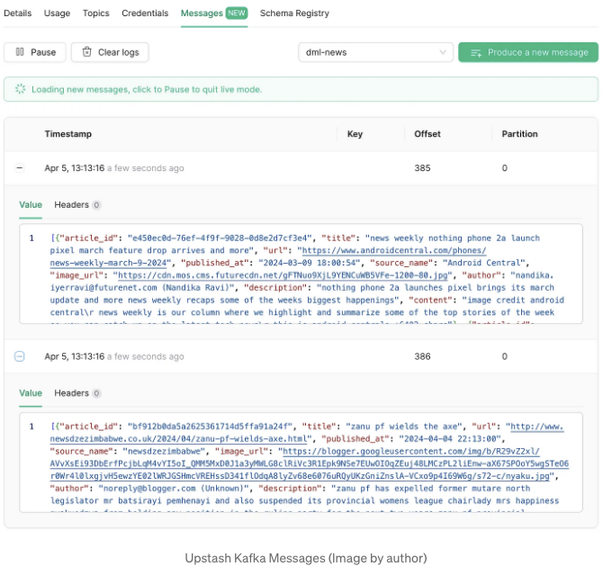 Details Usage Topics Credentials Messages NEW Schema Registry
Pause Clear logs dml-news Produce a new message
Loading new messages, click to Pause to quit live mode.
Timestamp Key Offset Partition
Apr 5, 13:13:16 a few seconds ago 385 0
Value Headers 0
1 [{"article_id": "e450ec0d-76ef-4f9f-9028-0d8e2d7cf3e4", "title": "news weekly nothing phone 2a launch
pixel march feature drop arrives and more", "url": "https://www.androidcentral.com/phones/
news-weekly-march-9-2024", "published_at": "2024-03-09 18:00:54", "source_name": "Android Central",
"image_url": "https://cdn.mos.cms.futurecdn.net/gFTNuo9XjL9YENCuWB5VFe-1200-80.jpg", "author": "nandika.
iyerravi@futurenet.com (Nandika Ravi)", "description": "nothing phone 2a launches pixel brings its march
update and more news weekly recaps some of the weeks biggest happenings", "content": "image credit android
central\r news weekly is our column where we highlight and summarize some of the top stories of the week
Apr 5, 13:13:16 a few seconds ago 386 0
Value Headers 0
1 [{"article_id": "bf912b0da5a2625361714d5ffa91a24f", "title": "zanu pf wields the axe", "url": "http://www.
newsdzezimbabwe.co.uk/2024/04/zanu-pf-wields-axe.html", "published_at": "2024-04-04 22:13:00",
"source_name": "newsdzezimbabwe", "image_url": "https://blogger.googleusercontent.com/img/b/R29vZ2xl/
"author": "noreply@blogger.com (Unknown)", "description": "zanu pf has expelled former mutare north
legislator mr batsirayi pemhenayi and also suspended its provincial womens league chairlady mrs happiness
Upstash Kafka Messages (Image by author)